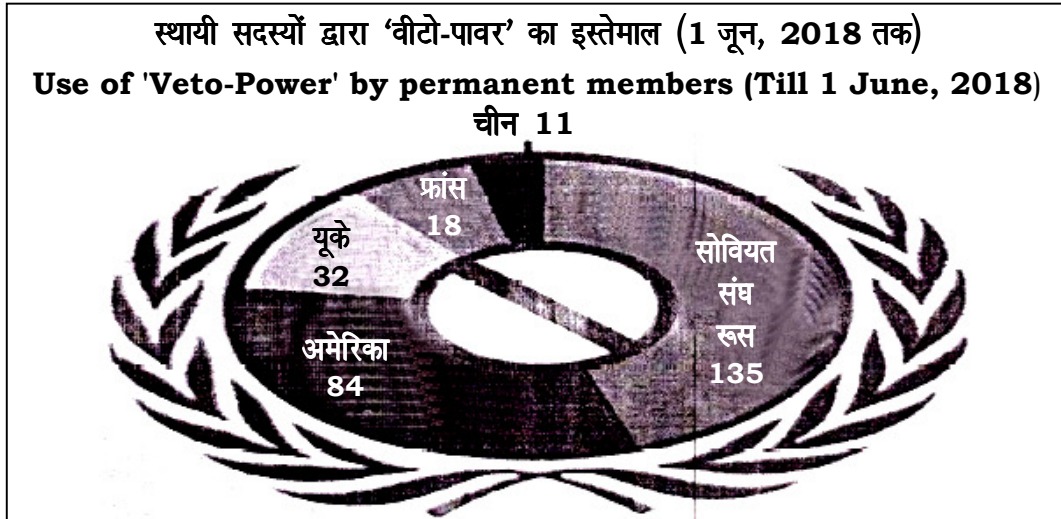 स्थायी सदस्यों द्वारा ‘वीटो-पावर’ का इस्तेमाल (1 जून, 2018 तक)
Use of 'Veto-Power' by permanent members (Till 1 June, 2018)
चीन 11
फ्रांस
18
यूके
32
सोवियत
संघ
रूस
135
अमेरिका
84